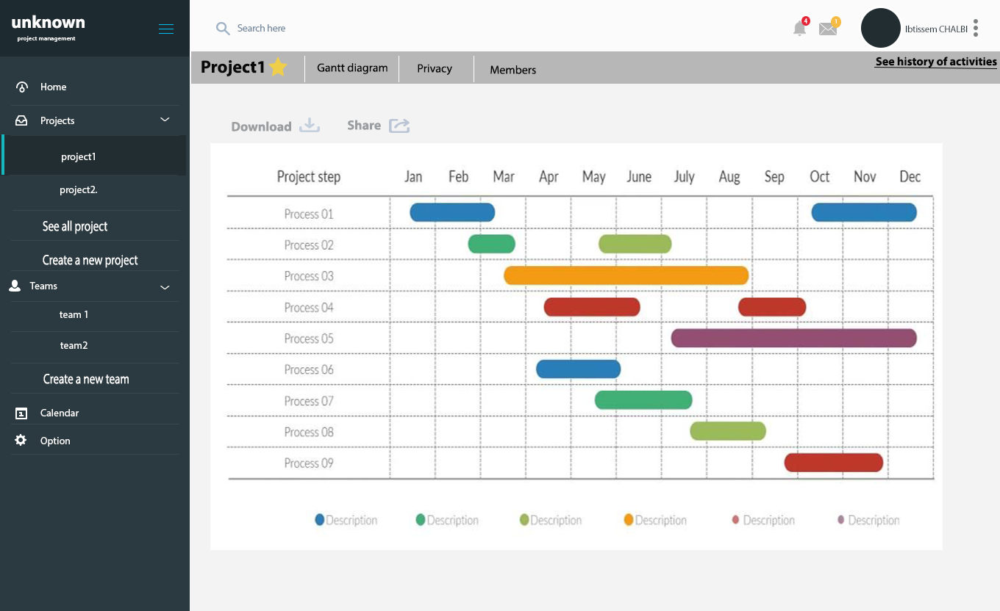 unknown
project management
Search here
4
1
Ibtissem CHALBI
Project1
Gantt diagram
Privacy
Members
See history of activities
Home
Projects
project1
project2.
See all project
Create a new project
Teams
team 1
team2
Create a new team
Calendar
Option
Download
Share
Project step Jan Feb Mar Apr May June July Aug Sep Oct Nov Dec
Process 01
Process 02
Process 03
Process 04
Process 05
Process 06
Process 07
Process 08
Process 09
Description Description Description Description Description Description